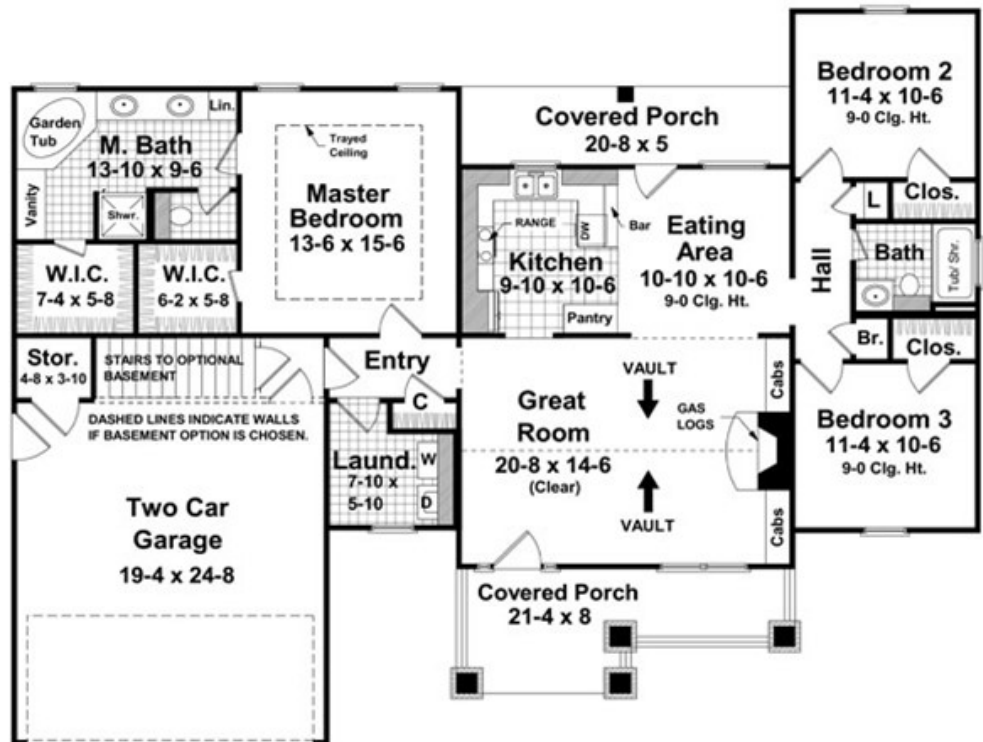 Bedroom 2
11-4 x 10-6
9-0 Clg. Ht.
Garden
Tub
Lin.
M. Bath
13-10 x 9-6
Vanity
Shwr.
Trayed
Ceiling
Master
Bedroom
13-6 x 15-6
Covered Porch
20-8 x 5
RANGE
DW
Bar
Kitchen
9-10 x 10-6
Pantry
Eating
Area
10-10 x 10-6
9-0 Clg. Ht.
Hall
L
Clos.
Bath
Tub/ Shr.
Br.
Clos.
W.I.C.
7-4 x 5-8
W.I.C.
6-2 x 5-8
Stor.
4-8 x 3-10
STAIRS TO OPTIONAL
BASEMENT
DASHED LINES INDICATE WALLS
IF BASEMENT OPTION IS CHOSEN.
Entry
C
Laund.
7-10 x
5-10
W
D
VAULT
Great
Room
20-8 x 14-6
(Clear)
VAULT
GAS
LOGS
Cabs
Cabs
Bedroom 3
11-4 x 10-6
9-0 Clg. Ht.
Two Car
Garage
19-4 x 24-8
Covered Porch
21-4 x 8